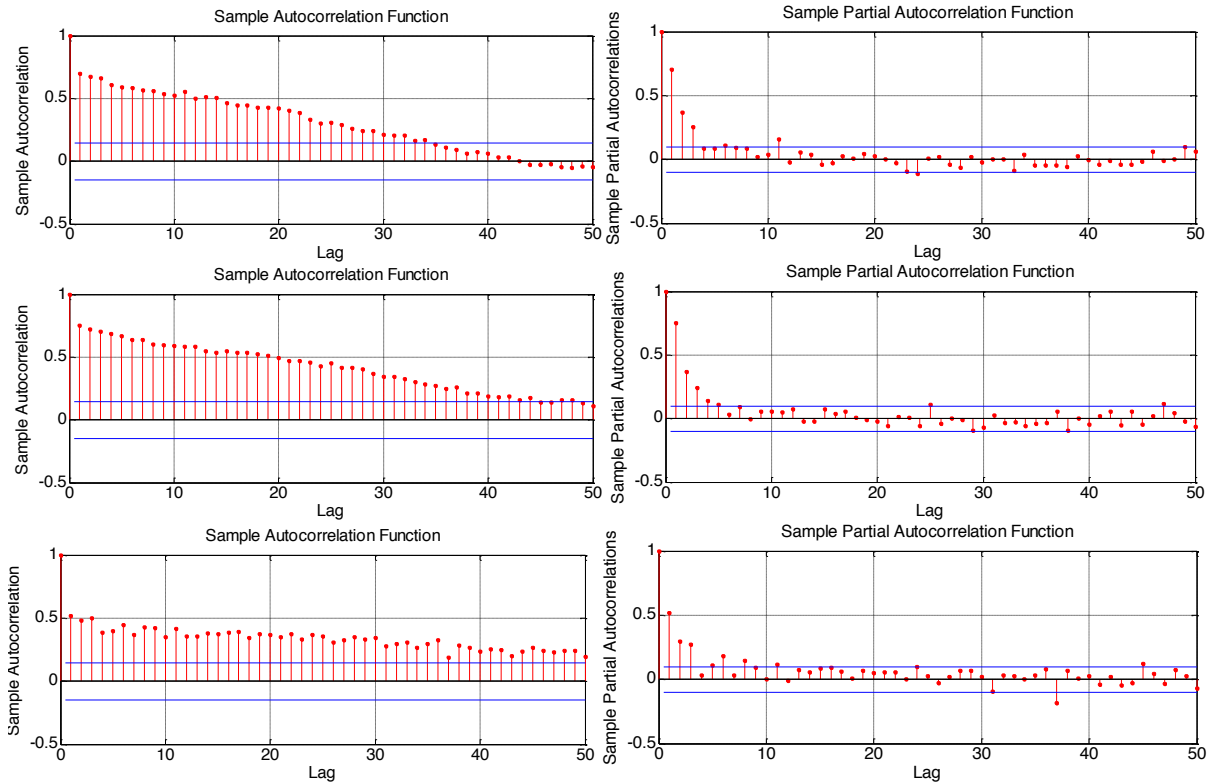 Sample Autocorrelation Function
Sample Autocorrelation
1
0.5
0
-0.5
0 10 20 30 40 50
Lag
Sample Partial Autocorrelation Function
Sample Partial Autocorrelations
1
0.5
0
-0.5
0 10 20 30 40 50
Lag
Sample Autocorrelation Function
Sample Autocorrelation
1
0.5
0
-0.5
0 10 20 30 40 50
Lag
Sample Partial Autocorrelation Function
Sample Partial Autocorrelations
1
0.5
0
-0.5
0 10 20 30 40 50
Lag
Sample Autocorrelation Function
Sample Autocorrelation
1
0.5
0
-0.5
0 10 20 30 40 50
Lag
Sample Partial Autocorrelation Function
Sample Partial Autocorrelations
1
0.5
0
-0.5
0 10 20 30 40 50
Lag